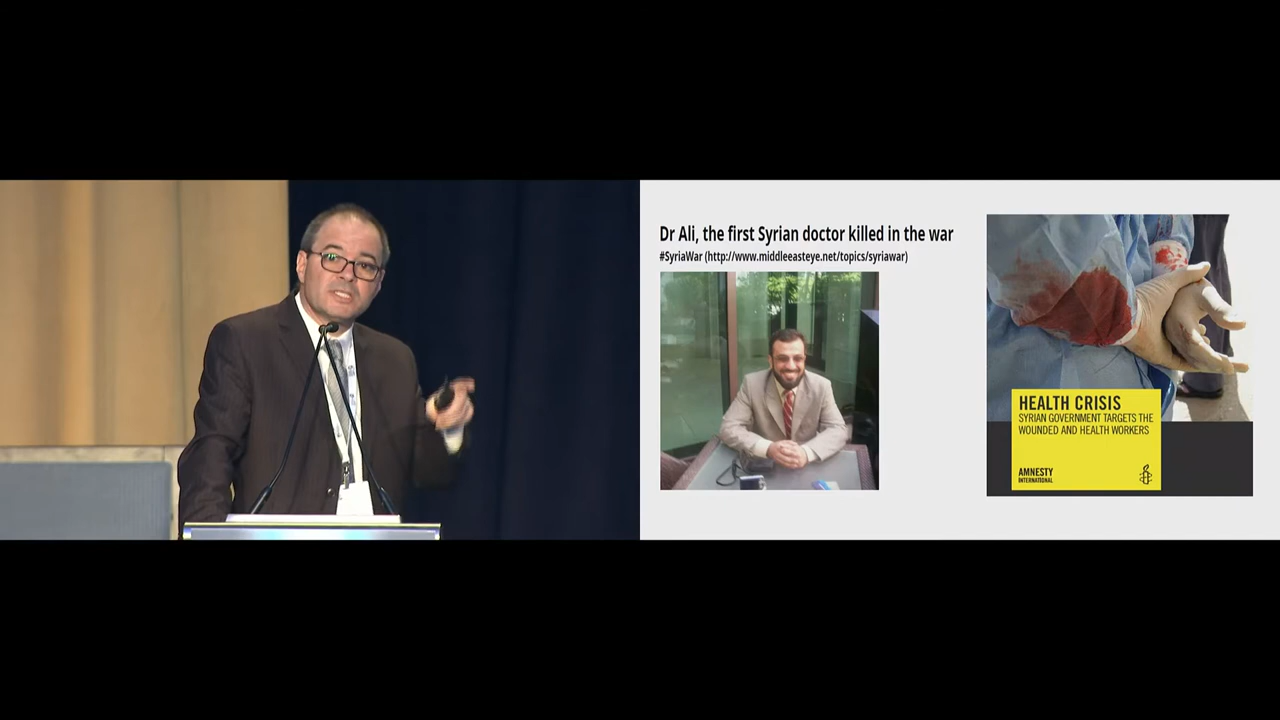 Dr Ali, the first Syrian doctor killed in the war
#SyriaWar (http://www.middleeasteye.net/topics/syriawar)
HEALTH CRISIS
SYRIAN GOVERNMENT TARGETS THE
WOUNDED AND HEALTH WORKERS
AMNESTY
INTERNATIONAL